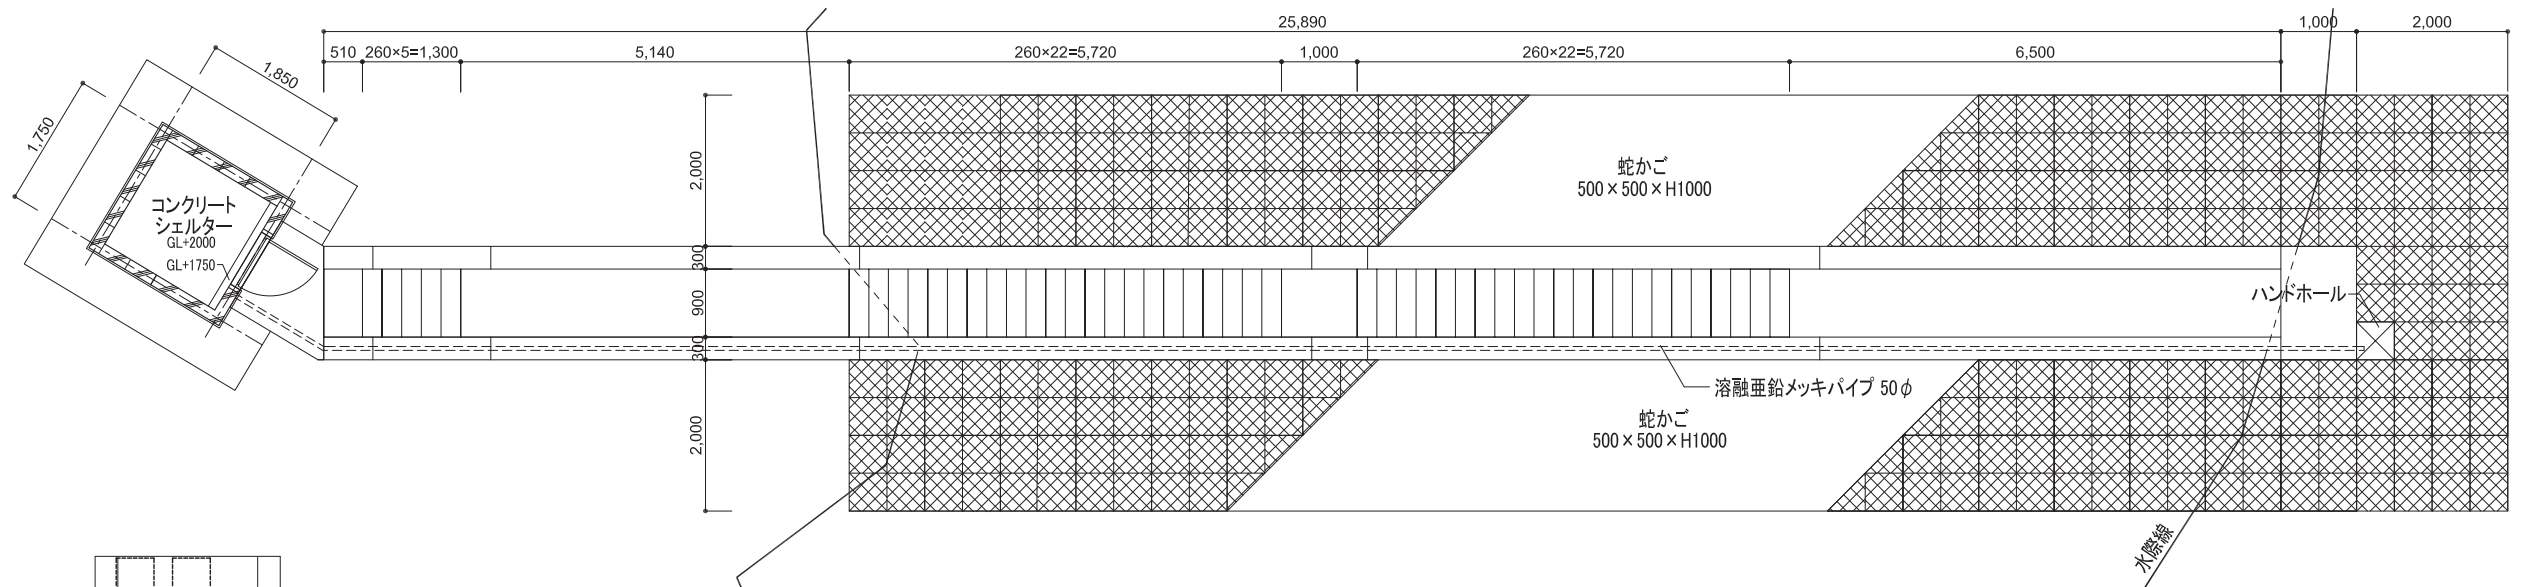 25,890
1,000
2,000
510
260×5=1,300
5,140
260×22=5,720
1,000
260×22=5,720
6,500
1,850
1,750
コンクリート
シェルター
GL+2000
GL+1750
2,000
300
900
300
2,000
蛇かご
500×500×H1000
ハンドホール
溶融亜鉛メッキパイプ 50φ
蛇かご
500×500×H1000
水際線